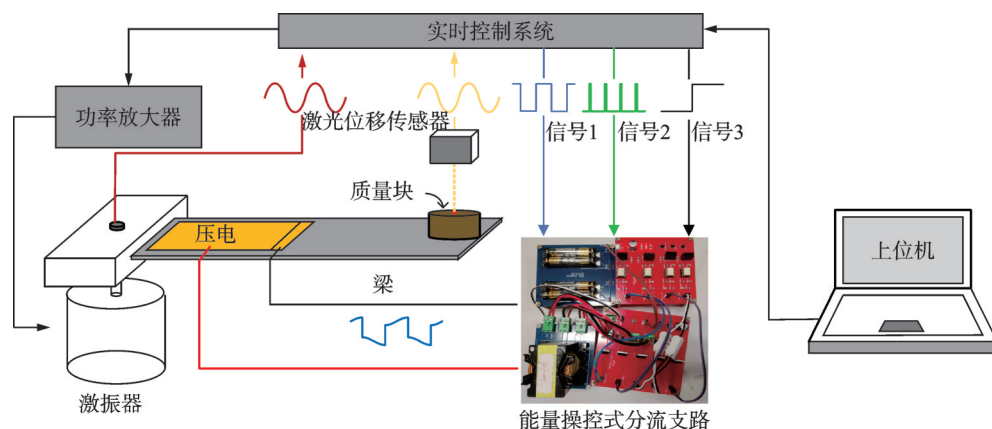 实时控制系统
功率放大器
激光位移传感器
信号1
信号2
信号3
质量块
压电
上位机
梁
激振器
能量操控式分流支路